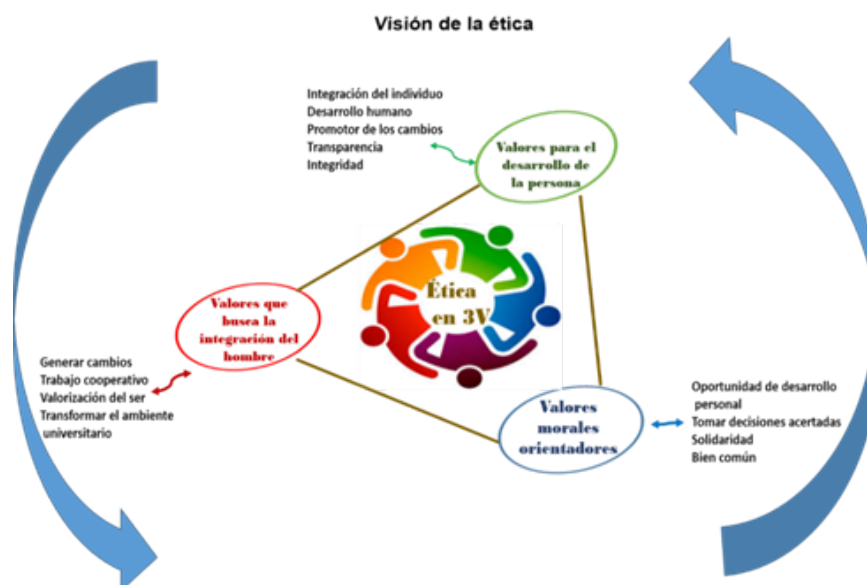 Visión de la ética
Integración del individuo
Desarrollo humano
Promotor de los cambios
Transparencia
Integridad
Valores para el
desarrollo de
la persona
Ética
en 3V
Valores que
busca la
integración del
hombre
Generar cambios
Trabajo cooperativo
Valorización del ser
Transformar el ambiente
universitario
Valores
morales
orientadores
Oportunidad de desarrollo
personal
Tomar decisiones acertadas
Solidaridad
Bien común